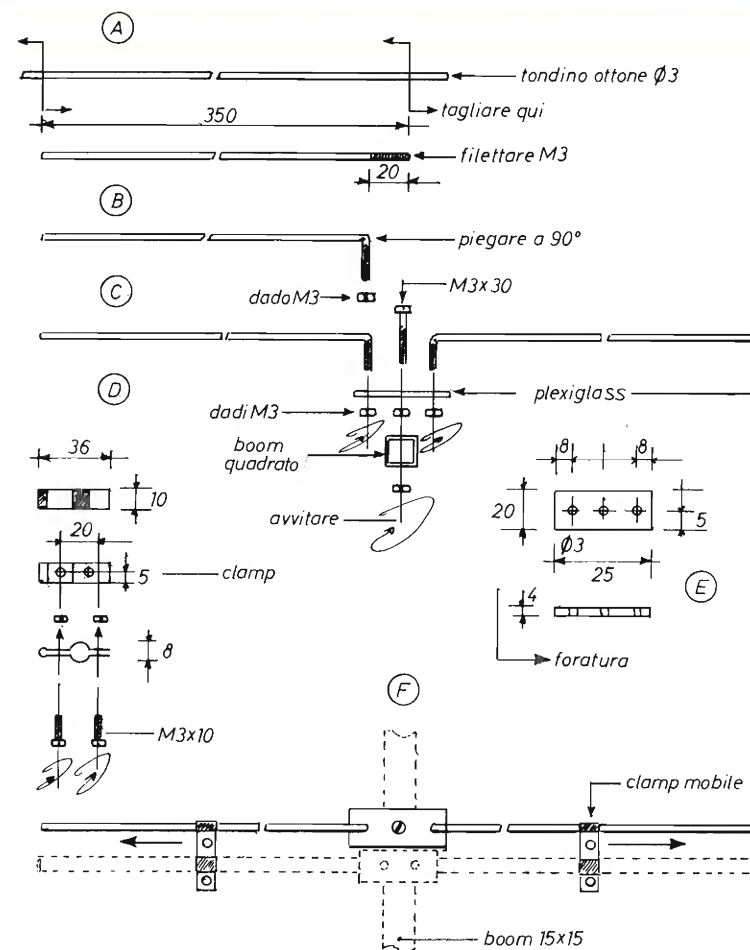 A
tondino ottone Ø3
tagliare qui
350
filettare M3
20
B
piegare a 90°
M3x30
dado M3
C
D
plexiglass
dadi M3
boom
quadrato
36
8
8
10
20
5
avvitare
20
Ø3
25
5
clamp
4
E
foratura
8
F
M3x10
clamp mobile
boom 15x15